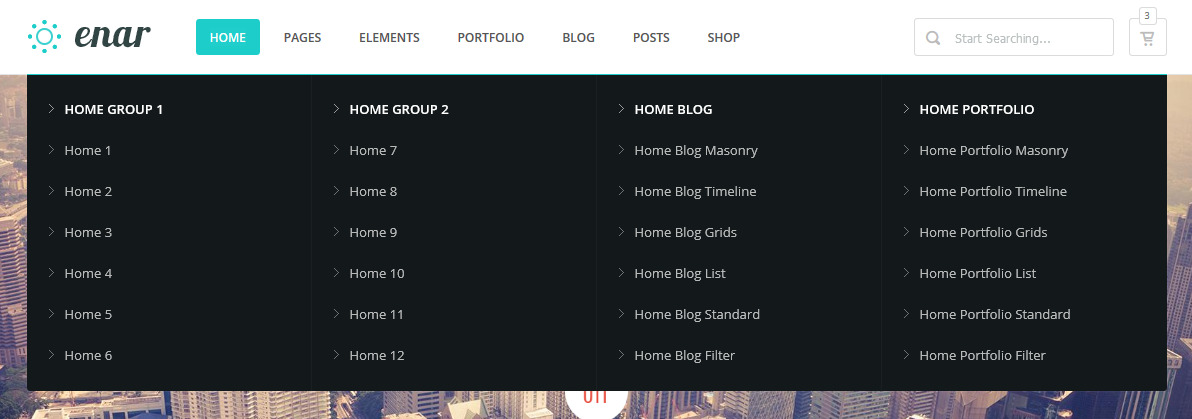 enar
HOME PAGES ELEMENTS PORTFOLIO BLOG POSTS SHOP
Start Searching...
3
HOME GROUP 1
Home 1
Home 2
Home 3
Home 4
Home 5
Home 6
HOME GROUP 2
Home 7
Home 8
Home 9
Home 10
Home 11
Home 12
HOME BLOG
Home Blog Masonry
Home Blog Timeline
Home Blog Grids
Home Blog List
Home Blog Standard
Home Blog Filter
HOME PORTFOLIO
Home Portfolio Masonry
Home Portfolio Timeline
Home Portfolio Grids
Home Portfolio List
Home Portfolio Standard
Home Portfolio Filter